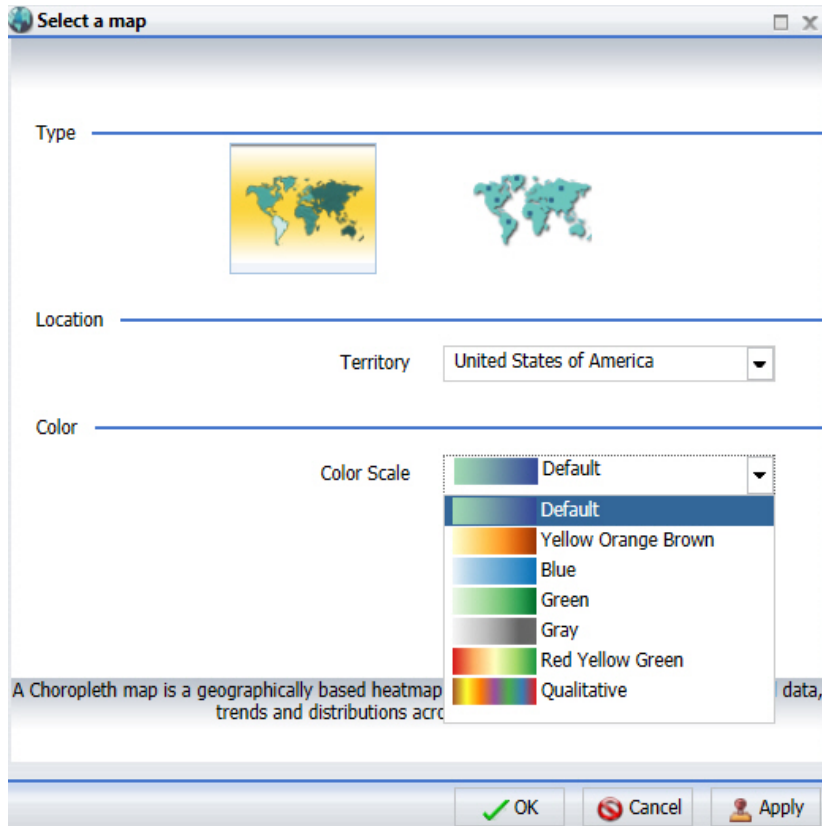 Select a map
Type
Location
Territory United States of America
Color
Color Scale Default
Default
Yellow Orange Brown
Blue
Green
Gray
Red Yellow Green
Qualitative
A Choropleth map is a geographically based heatmap data,
trends and distributions acro
OK Cancel Apply